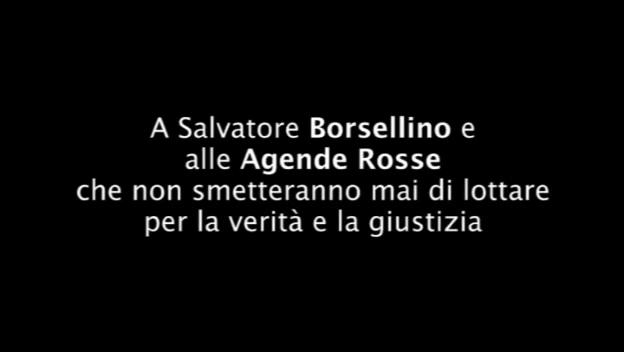 A Salvatore Borsellino e
alle Agende Rosse
che non smetteranno mai di lottare
per la verità e la giustizia